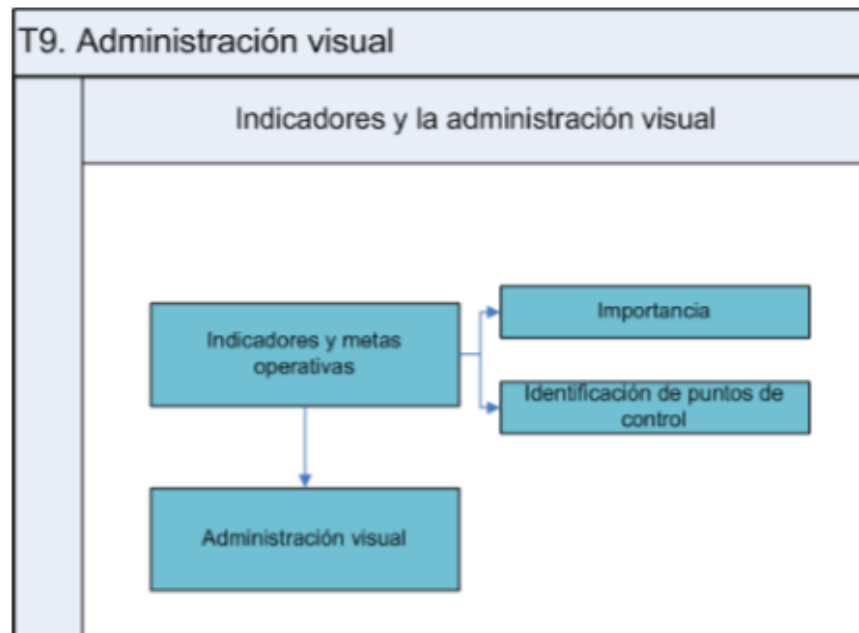 T9. Administración visual
Indicadores y la administración visual
Indicadores y metas
operativas
Importancia
Identificación de puntos de
control
Administración visual